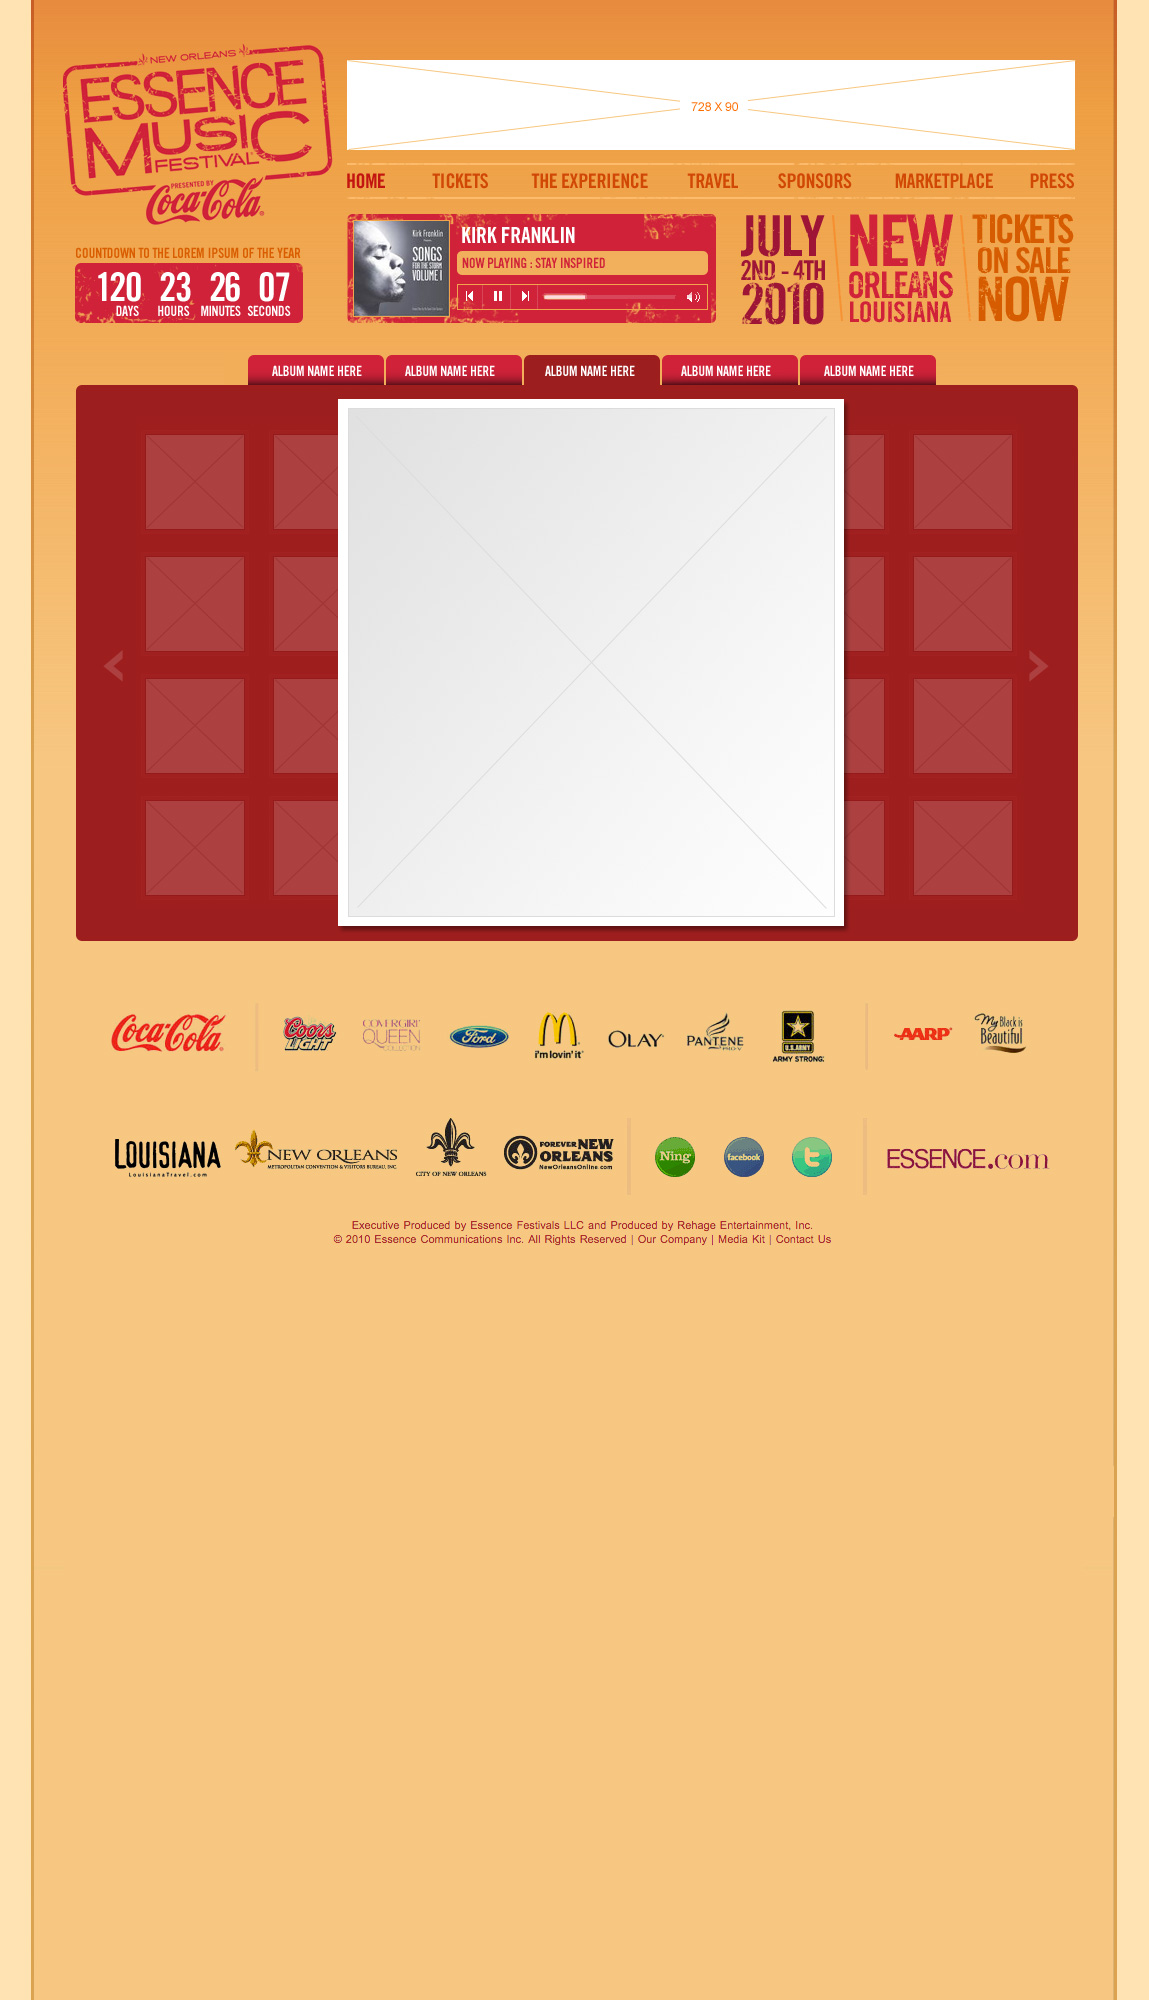 NEW ORLEANS
ESSENCE
MUSIC
FESTIVAL
PRESENTED BY
Coca-Cola
728 X 90
HOME TICKETS THE EXPERIENCE TRAVEL SPONSORS MARKETPLACE PRESS
COUNTDOWN TO THE LOREM IPSUM OF THE YEAR
120 23 26 07
DAYS HOURS MINUTES SECONDS
Kirk Franklin
Presents
SONGS
FOR THE STORM
VOLUME I
KIRK FRANKLIN
NOW PLAYING : STAY INSPIRED
JULY
2ND - 4TH
2010
NEW
ORLEANS
LOUISIANA
TICKETS
ON SALE
NOW
ALBUM NAME HERE ALBUM NAME HERE ALBUM NAME HERE ALBUM NAME HERE ALBUM NAME HERE
Coca-Cola
Coors
LIGHT
COVERGIRL
QUEEN
COLLECTION
Ford
i'm lovin' it
OLAY
PANTENE
PRO-V
U.S. ARMY
ARMY STRONG
AARP
My Black is
Beautiful
LOUISIANA
LouisianaTravel.com
NEW ORLEANS
METROPOLITAN CONVENTION & VISITORS BUREAU, INC.
CITY OF NEW ORLEANS
FOREVER NEW
ORLEANS
NewOrleansOnline.com
Ning
facebook
t
ESSENCE.com
Executive Produced by Essence Festivals LLC and Produced by Rehage Entertainment, Inc.
© 2010 Essence Communications Inc. All Rights Reserved | Our Company | Media Kit | Contact Us